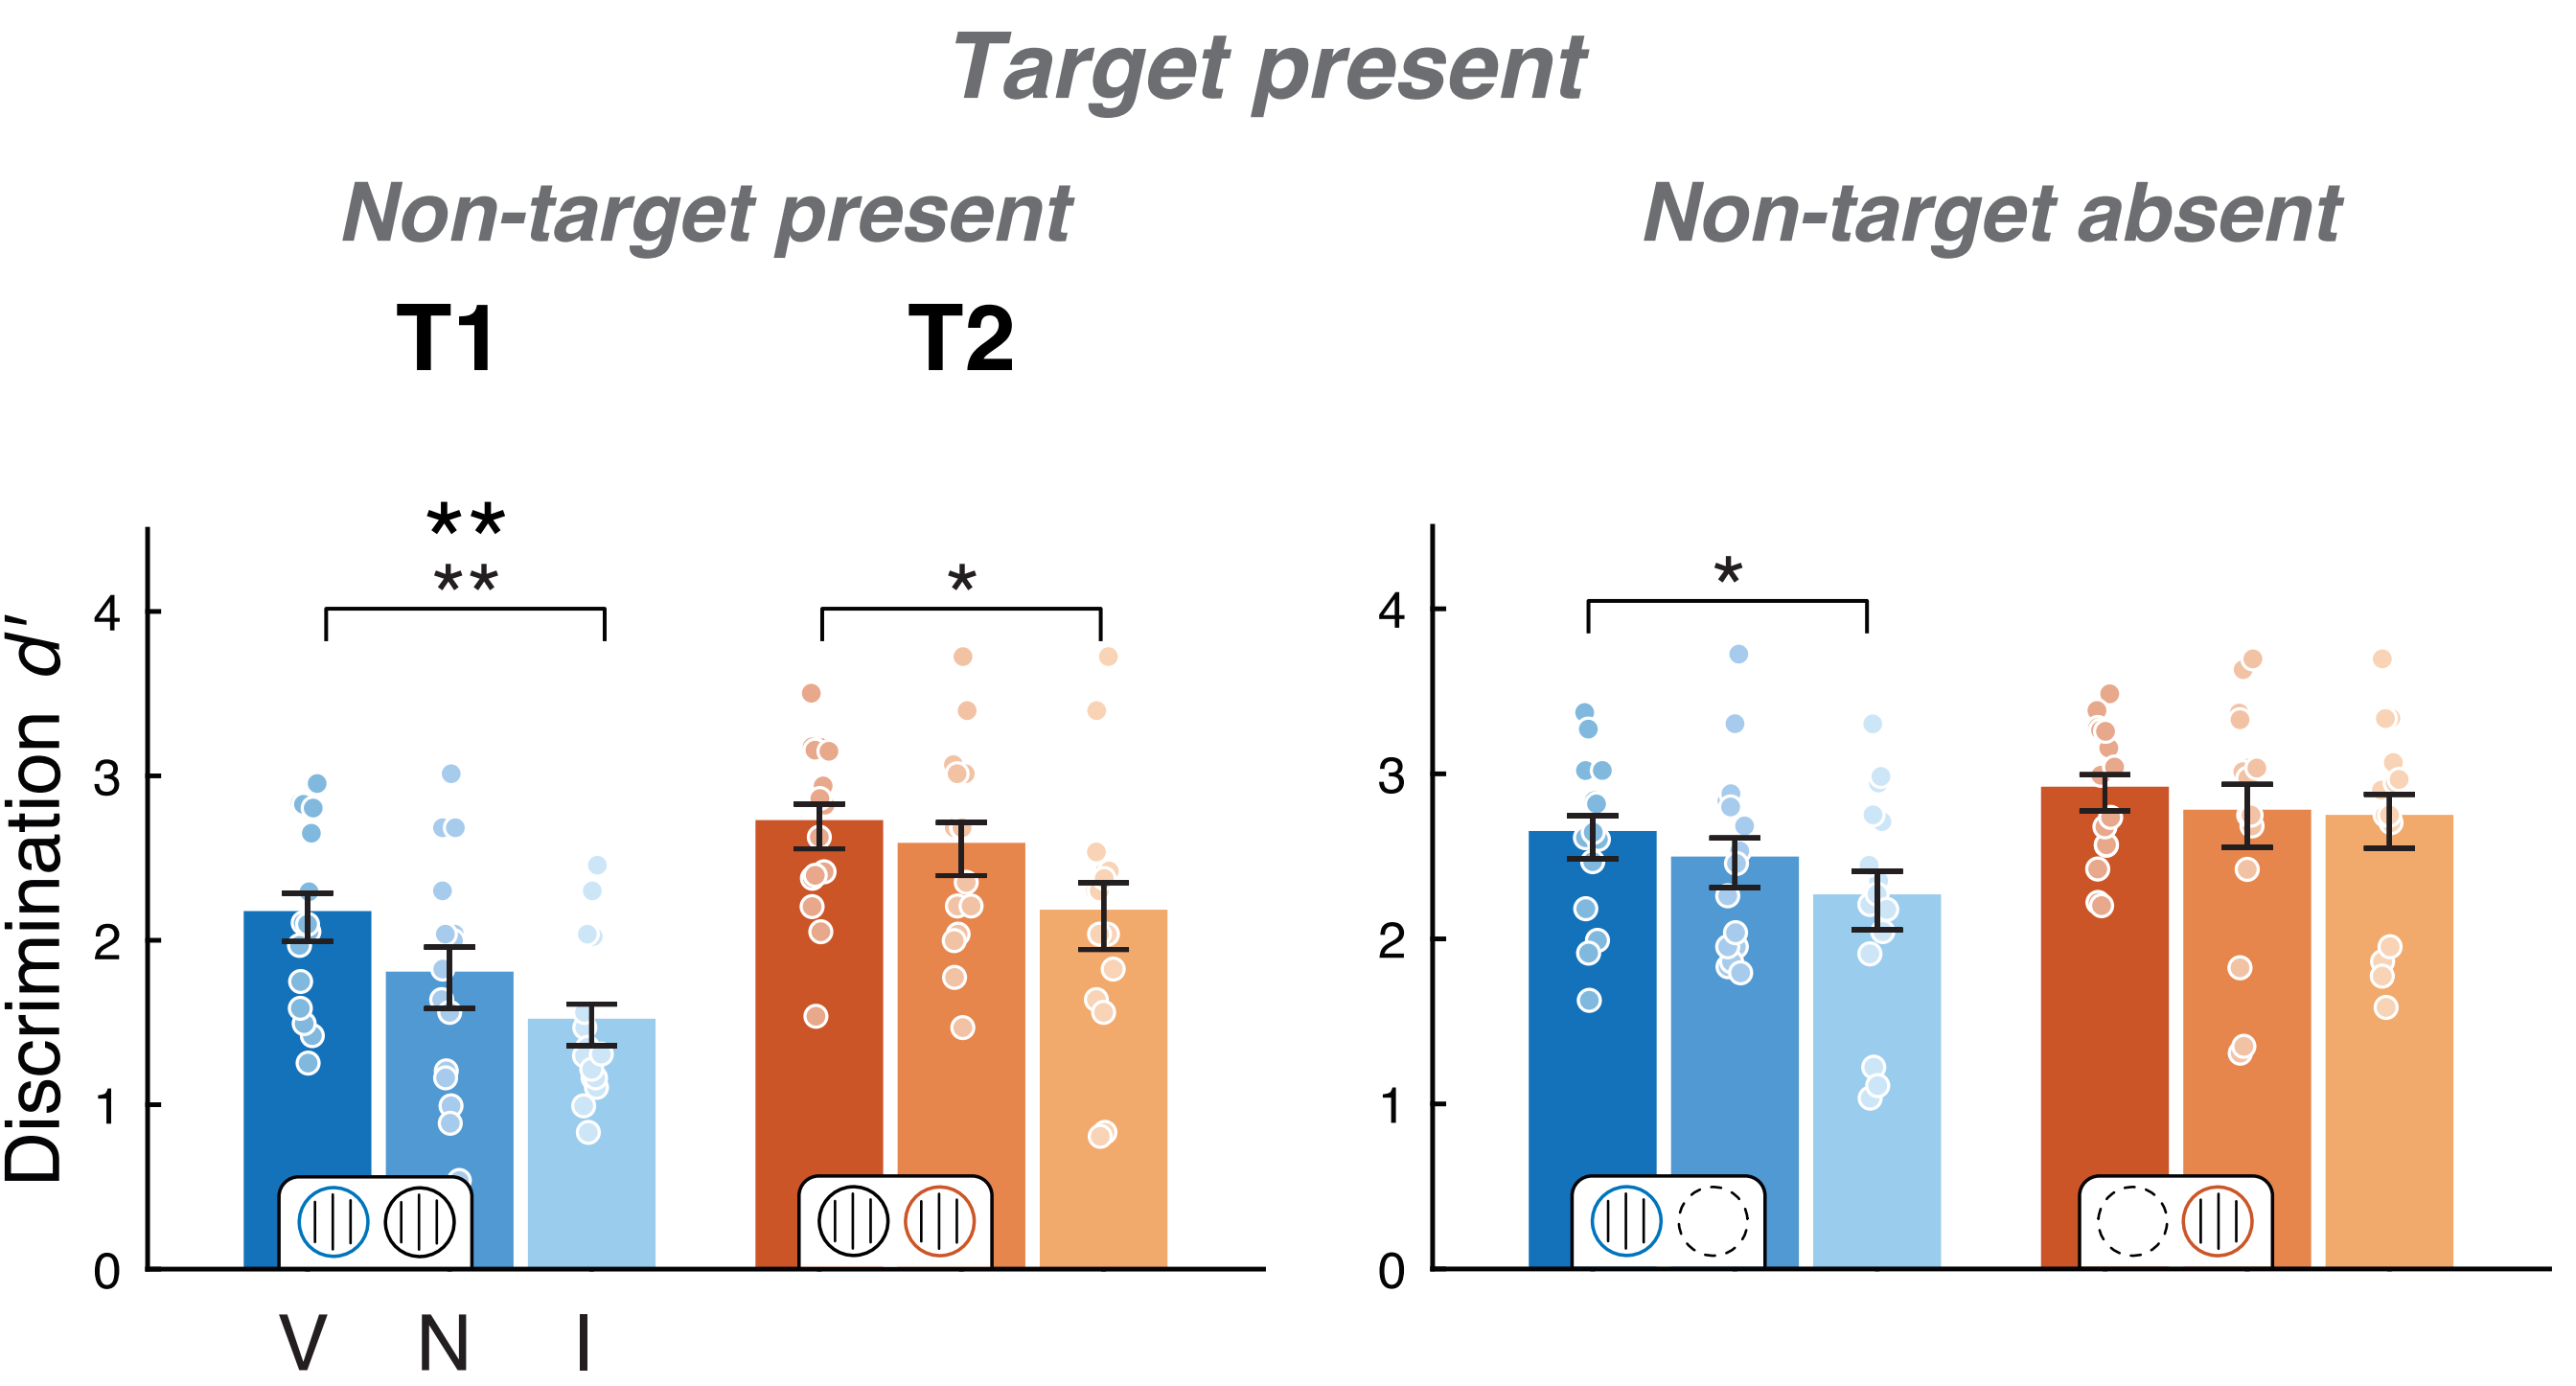 Target present
Non-target present
Non-target absent
T1
T2
**
**
*
*
Discrimination d'
4
3
2
1
0
4
3
2
1
0
V N I